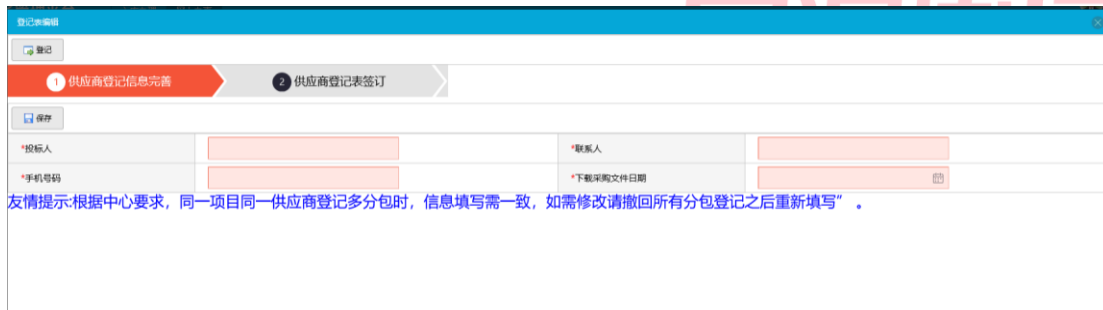 登记表编辑
登记
1 供应商登记信息完善 2 供应商登记表签订
保存
*投标人 *联系人
*手机号码 *下载采购文件日期
友情提示:根据中心要求，同一项目同一供应商登记多分包时，信息填写需一致，如需修改请撤回所有分包登记之后重新填写” 。